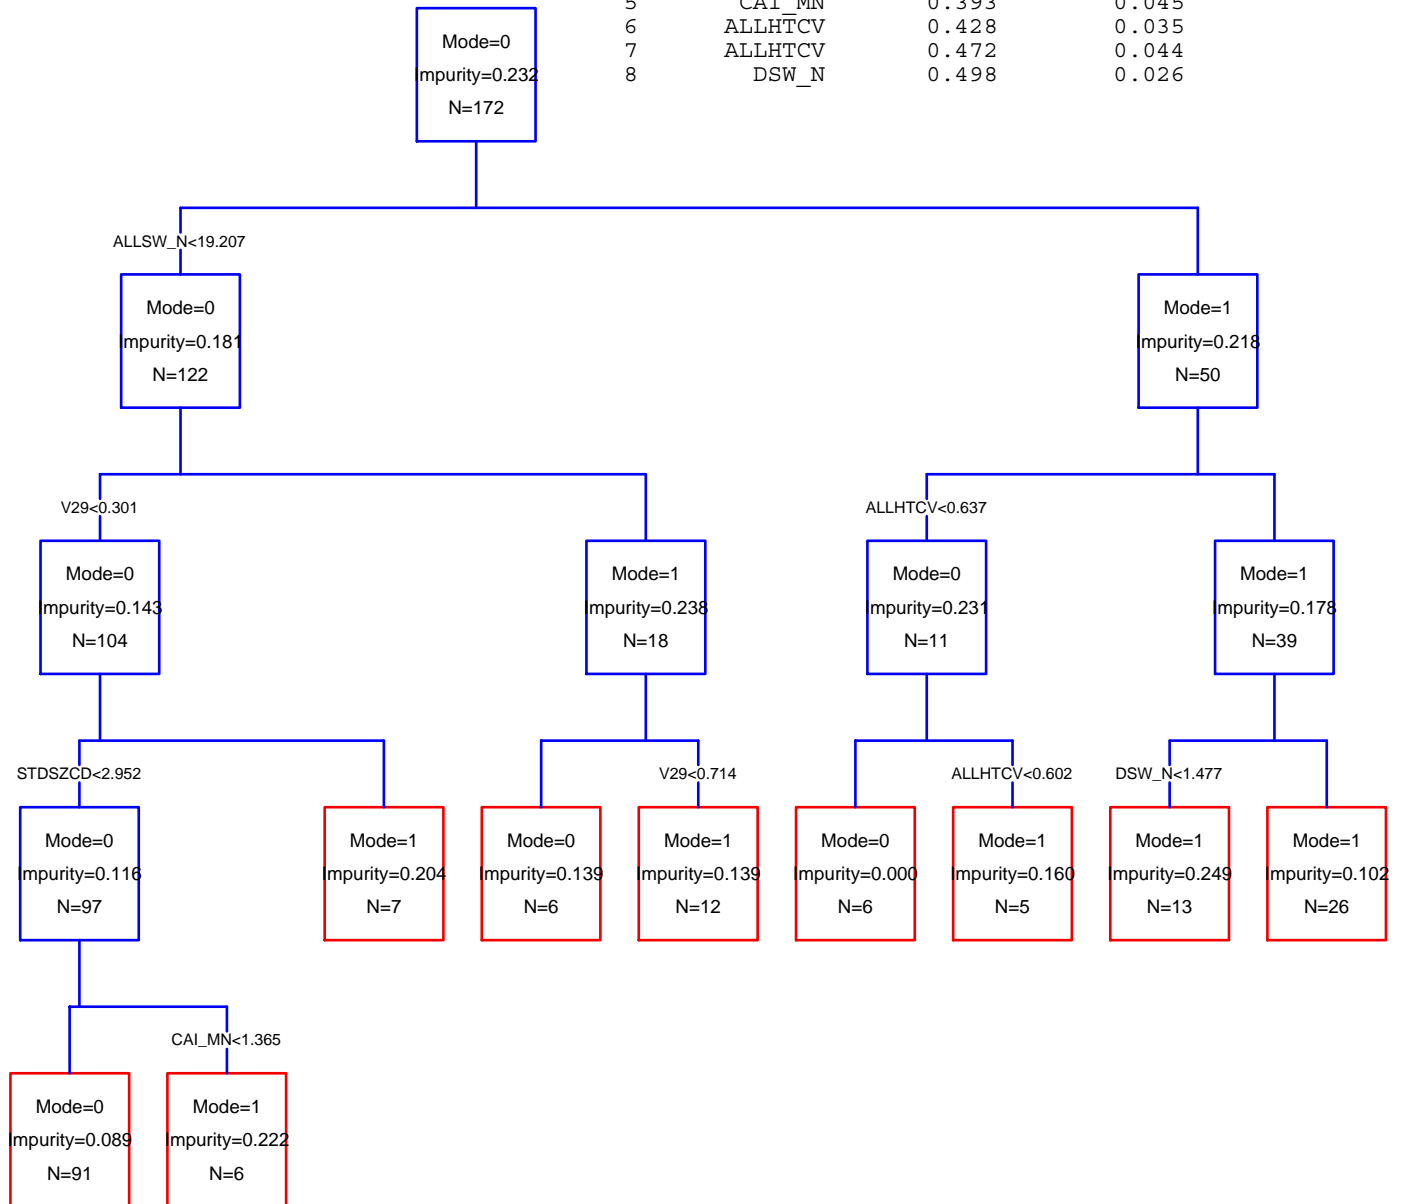 5 CAI_MN 0.393 0.045
6 ALLHTCV 0.428 0.035
7 ALLHTCV 0.472 0.044
8 DSW_N 0.498 0.026
Mode=0
Impurity=0.232
N=172
ALLSW_N<19.207
Mode=0
Impurity=0.181
N=122
Mode=1
Impurity=0.218
N=50
V29<0.301
ALLHTCV<0.637
Mode=0
Impurity=0.143
N=104
Mode=1
Impurity=0.238
N=18
Mode=0
Impurity=0.231
N=11
Mode=1
Impurity=0.178
N=39
STDSZCD<2.952
V29<0.714
ALLHTCV<0.602
DSW_N<1.477
Mode=0
Impurity=0.116
N=97
Mode=1
Impurity=0.204
N=7
Mode=0
Impurity=0.139
N=6
Mode=1
Impurity=0.139
N=12
Mode=0
Impurity=0.000
N=6
Mode=1
Impurity=0.160
N=5
Mode=1
Impurity=0.249
N=13
Mode=1
Impurity=0.102
N=26
CAI_MN<1.365
Mode=0
Impurity=0.089
N=91
Mode=1
Impurity=0.222
N=6